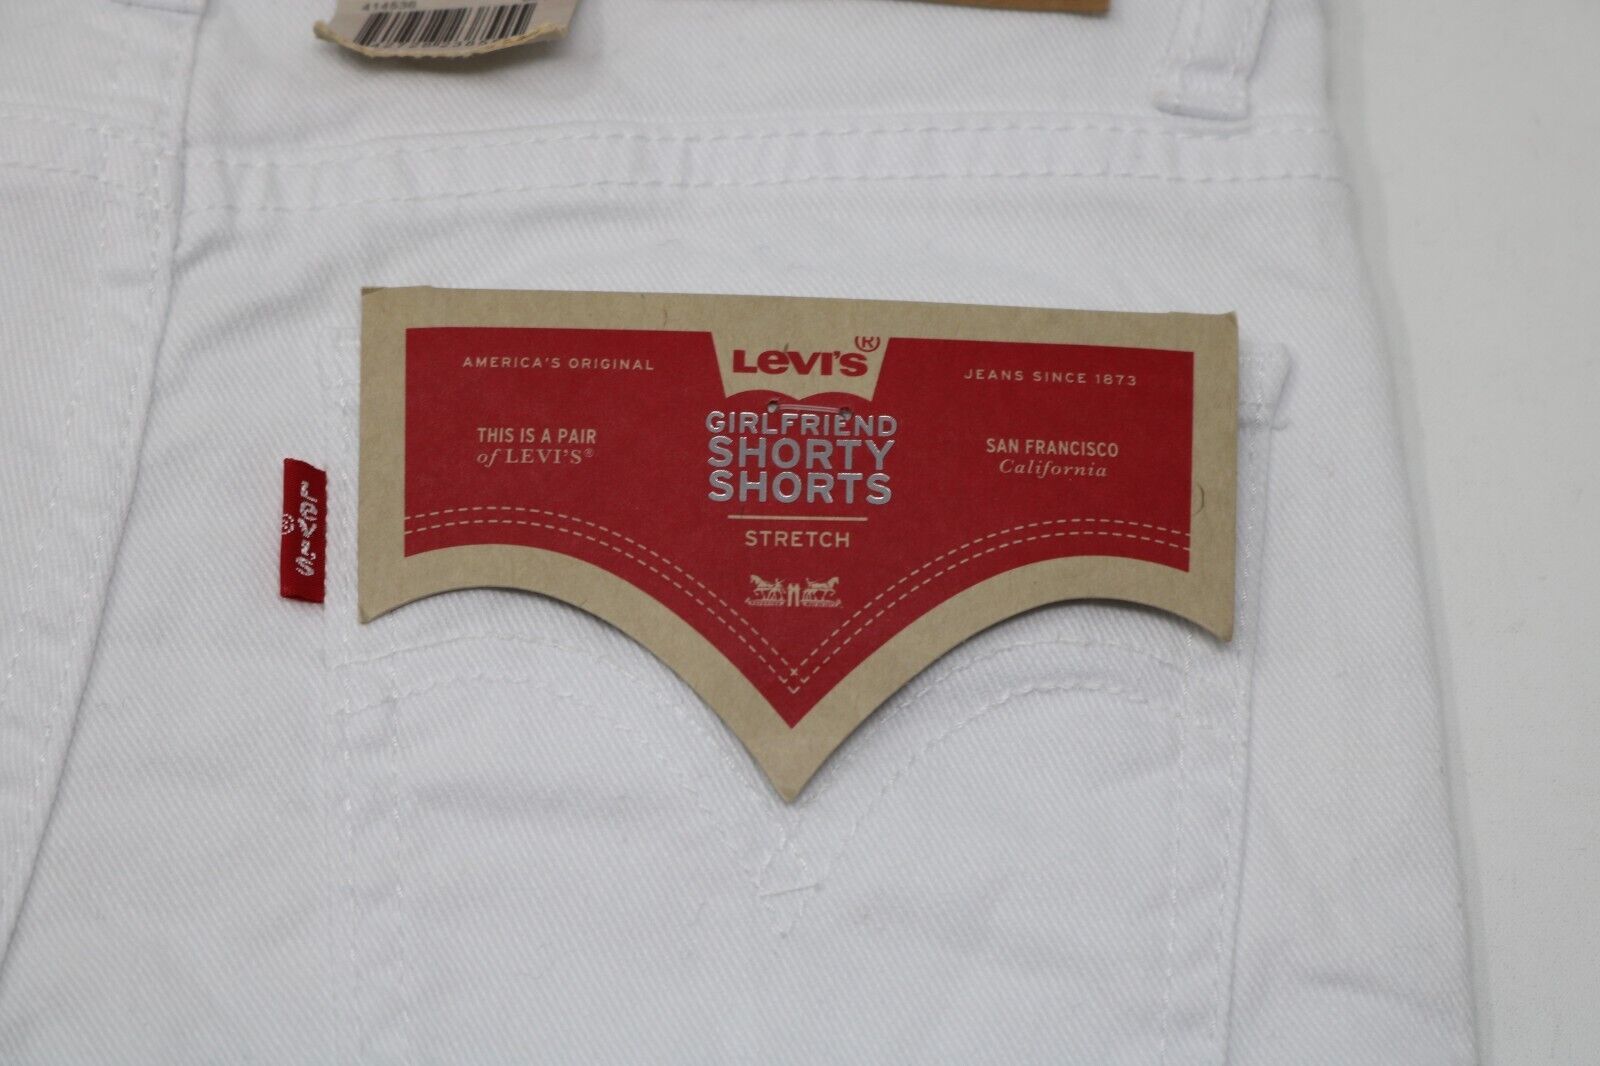 414536
AMERICA'S ORIGINAL
LEVI'S®
JEANS SINCE 1873
THIS IS A PAIR
of LEVI'S®
GIRLFRIEND
SHORTY
SHORTS
SAN FRANCISCO
California
STRETCH
LEVI'S
®